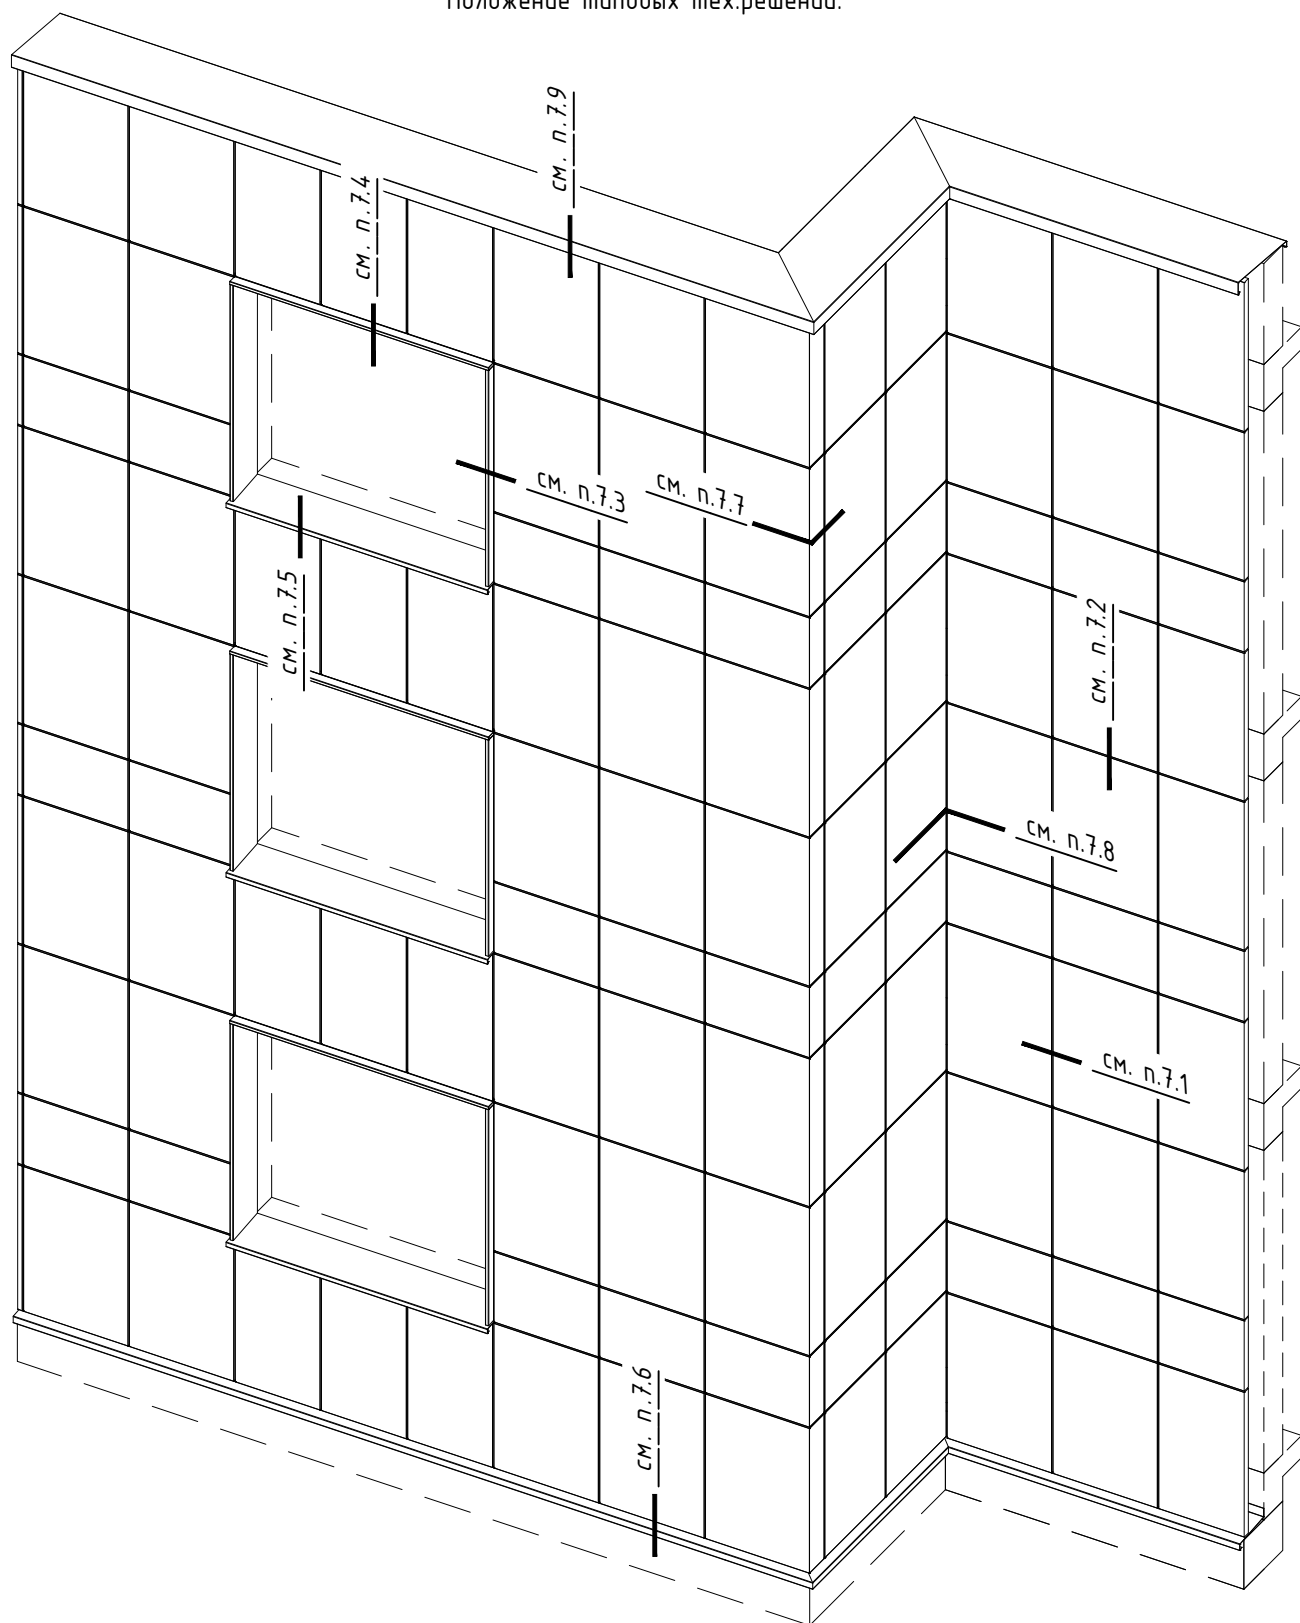 Положение типовых тех.решений.
см. п.7.9
см. п.7.4
см. п.7.3
см. п.7.7
см. п.7.5
см. п.7.2
см. п.7.8
см. п.7.1
см. п.7.6